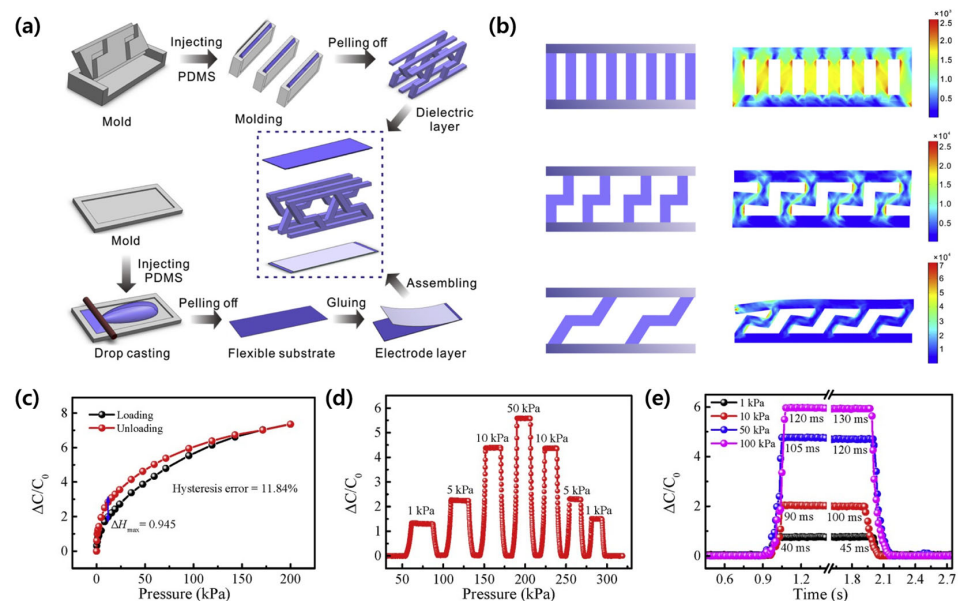 (a)
Injecting
PDMS
Pelling off
Mold
Molding
Dielectric
layer
Mold
Injecting
PDMS
Assembling
Pelling off
Gluing
Drop casting
Flexible substrate
Electrode layer
(b)
×10³
2.5
2
1.5
1
0.5
×10⁴
2.5
2
1.5
1
0.5
×10⁴
7
6
5
4
3
2
1
(c)
8
6
4
2
0
ΔC/C₀
Loading
Unloading
Hysteresis error = 11.84%
ΔHmax = 0.945
0 50 100 150 200
Pressure (kPa)
(d)
6
5
4
3
2
1
0
ΔC/C₀
50 kPa
10 kPa 10 kPa
5 kPa 5 kPa
1 kPa 1 kPa
50 100 150 200 250 300
Pressure (kPa)
(e)
6
5
4
3
2
1
0
ΔC/C₀
1 kPa
10 kPa
50 kPa
100 kPa
120 ms 130 ms
105 ms 120 ms
90 ms 100 ms
40 ms 45 ms
0.6 0.9 1.2 1.8 2.1 2.4 2.7
Time (s)